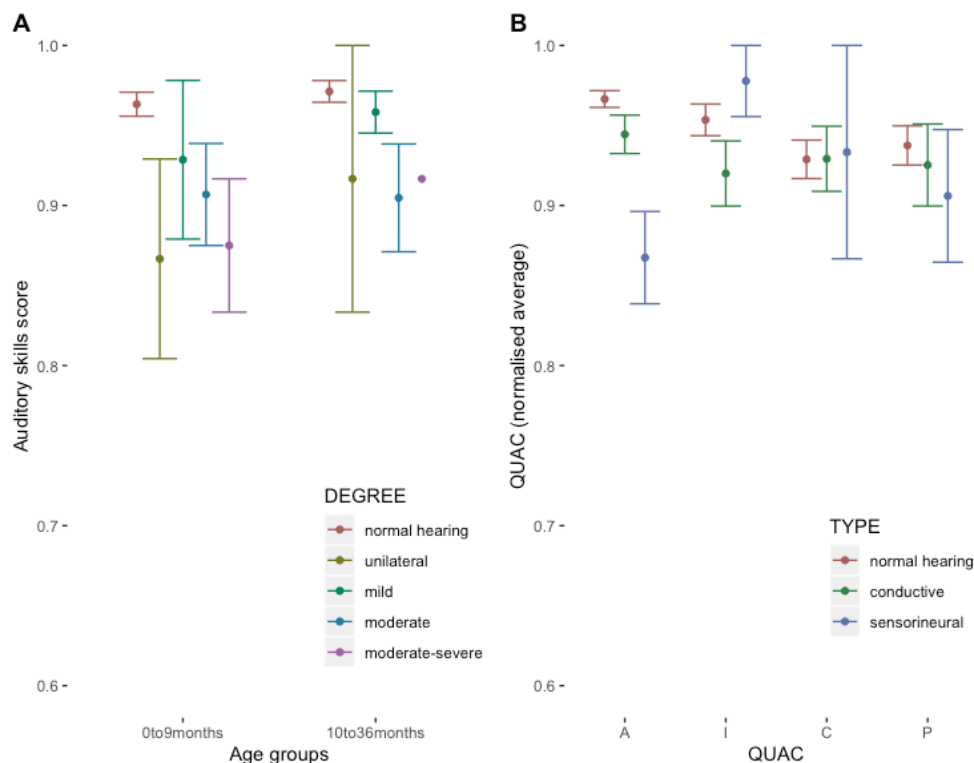 A
Auditory skills score
1.0
0.9
0.8
0.7
0.6
DEGREE
normal hearing
unilateral
mild
moderate
moderate-severe
0to9months
10to36months
Age groups
B
QUAC (normalised average)
1.0
0.9
0.8
0.7
0.6
TYPE
normal hearing
conductive
sensorineural
A
I
C
P
QUAC